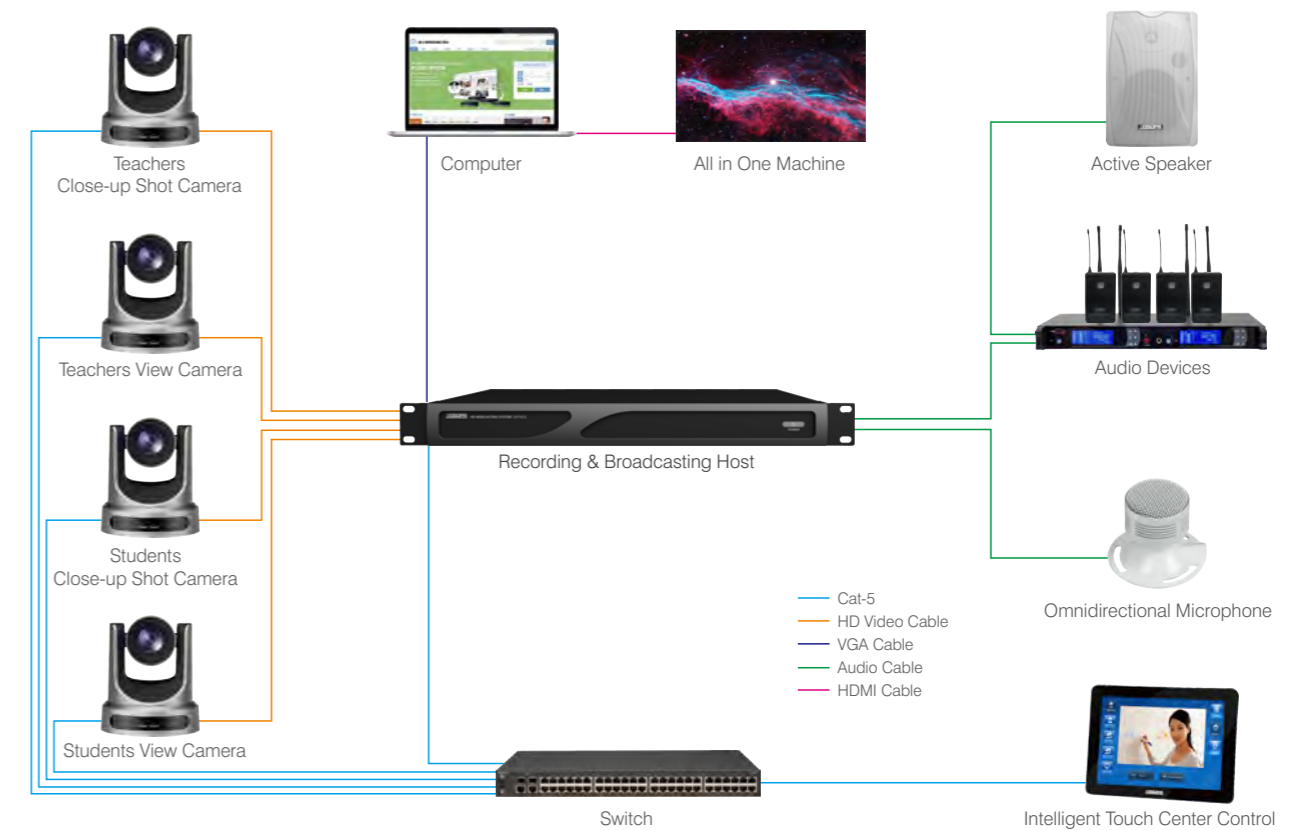 Teachers
Close-up Shot Camera
Computer
All in One Machine
Active Speaker
Teachers View Camera
Audio Devices
Recording & Broadcasting Host
Students
Close-up Shot Camera
Cat-5
HD Video Cable
VGA Cable
Audio Cable
HDMI Cable
Omnidirectional Microphone
Students View Camera
Switch
Intelligent Touch Center Control